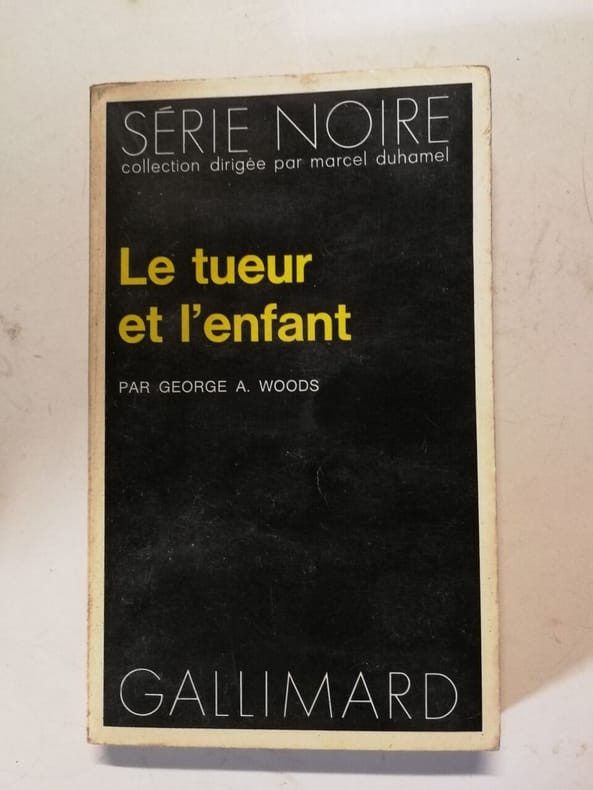 SÉRIE NOIRE
collection dirigée par marcel duhamel
Le tueur
et l'enfant
PAR GEORGE A. WOODS
GALLIMARD